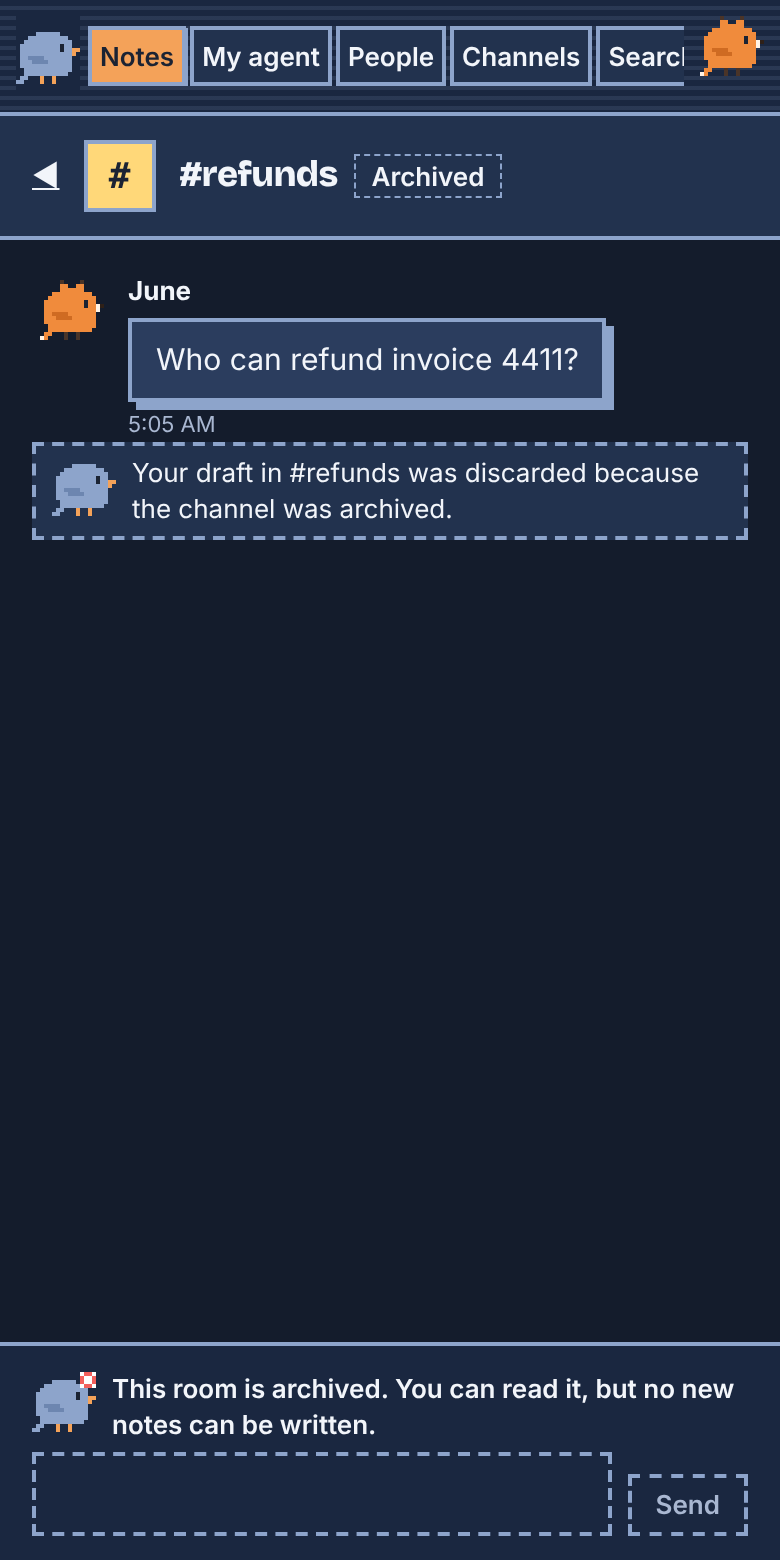 Notes
My agent
People
Channels
Search
#
#refunds
Archived
June
Who can refund invoice 4411?
5:05 AM
Your draft in #refunds was discarded because
the channel was archived.
This room is archived. You can read it, but no new
notes can be written.
Send